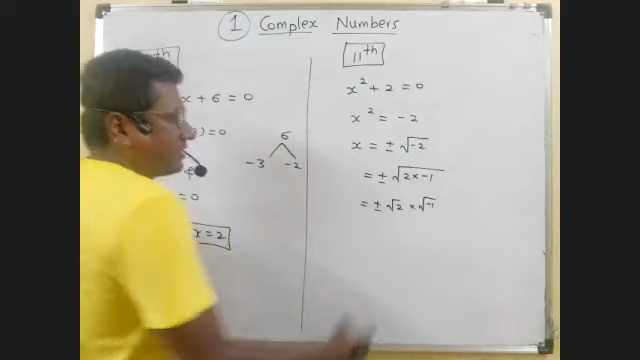 1 Complex Numbers
x + 6 = 0
) = 0
6
-3 -2
= 0
x = 2
11th
x² + 2 = 0
x² = -2
x = ± √-2
= ± √2 × -1
= ± √2 × √-1